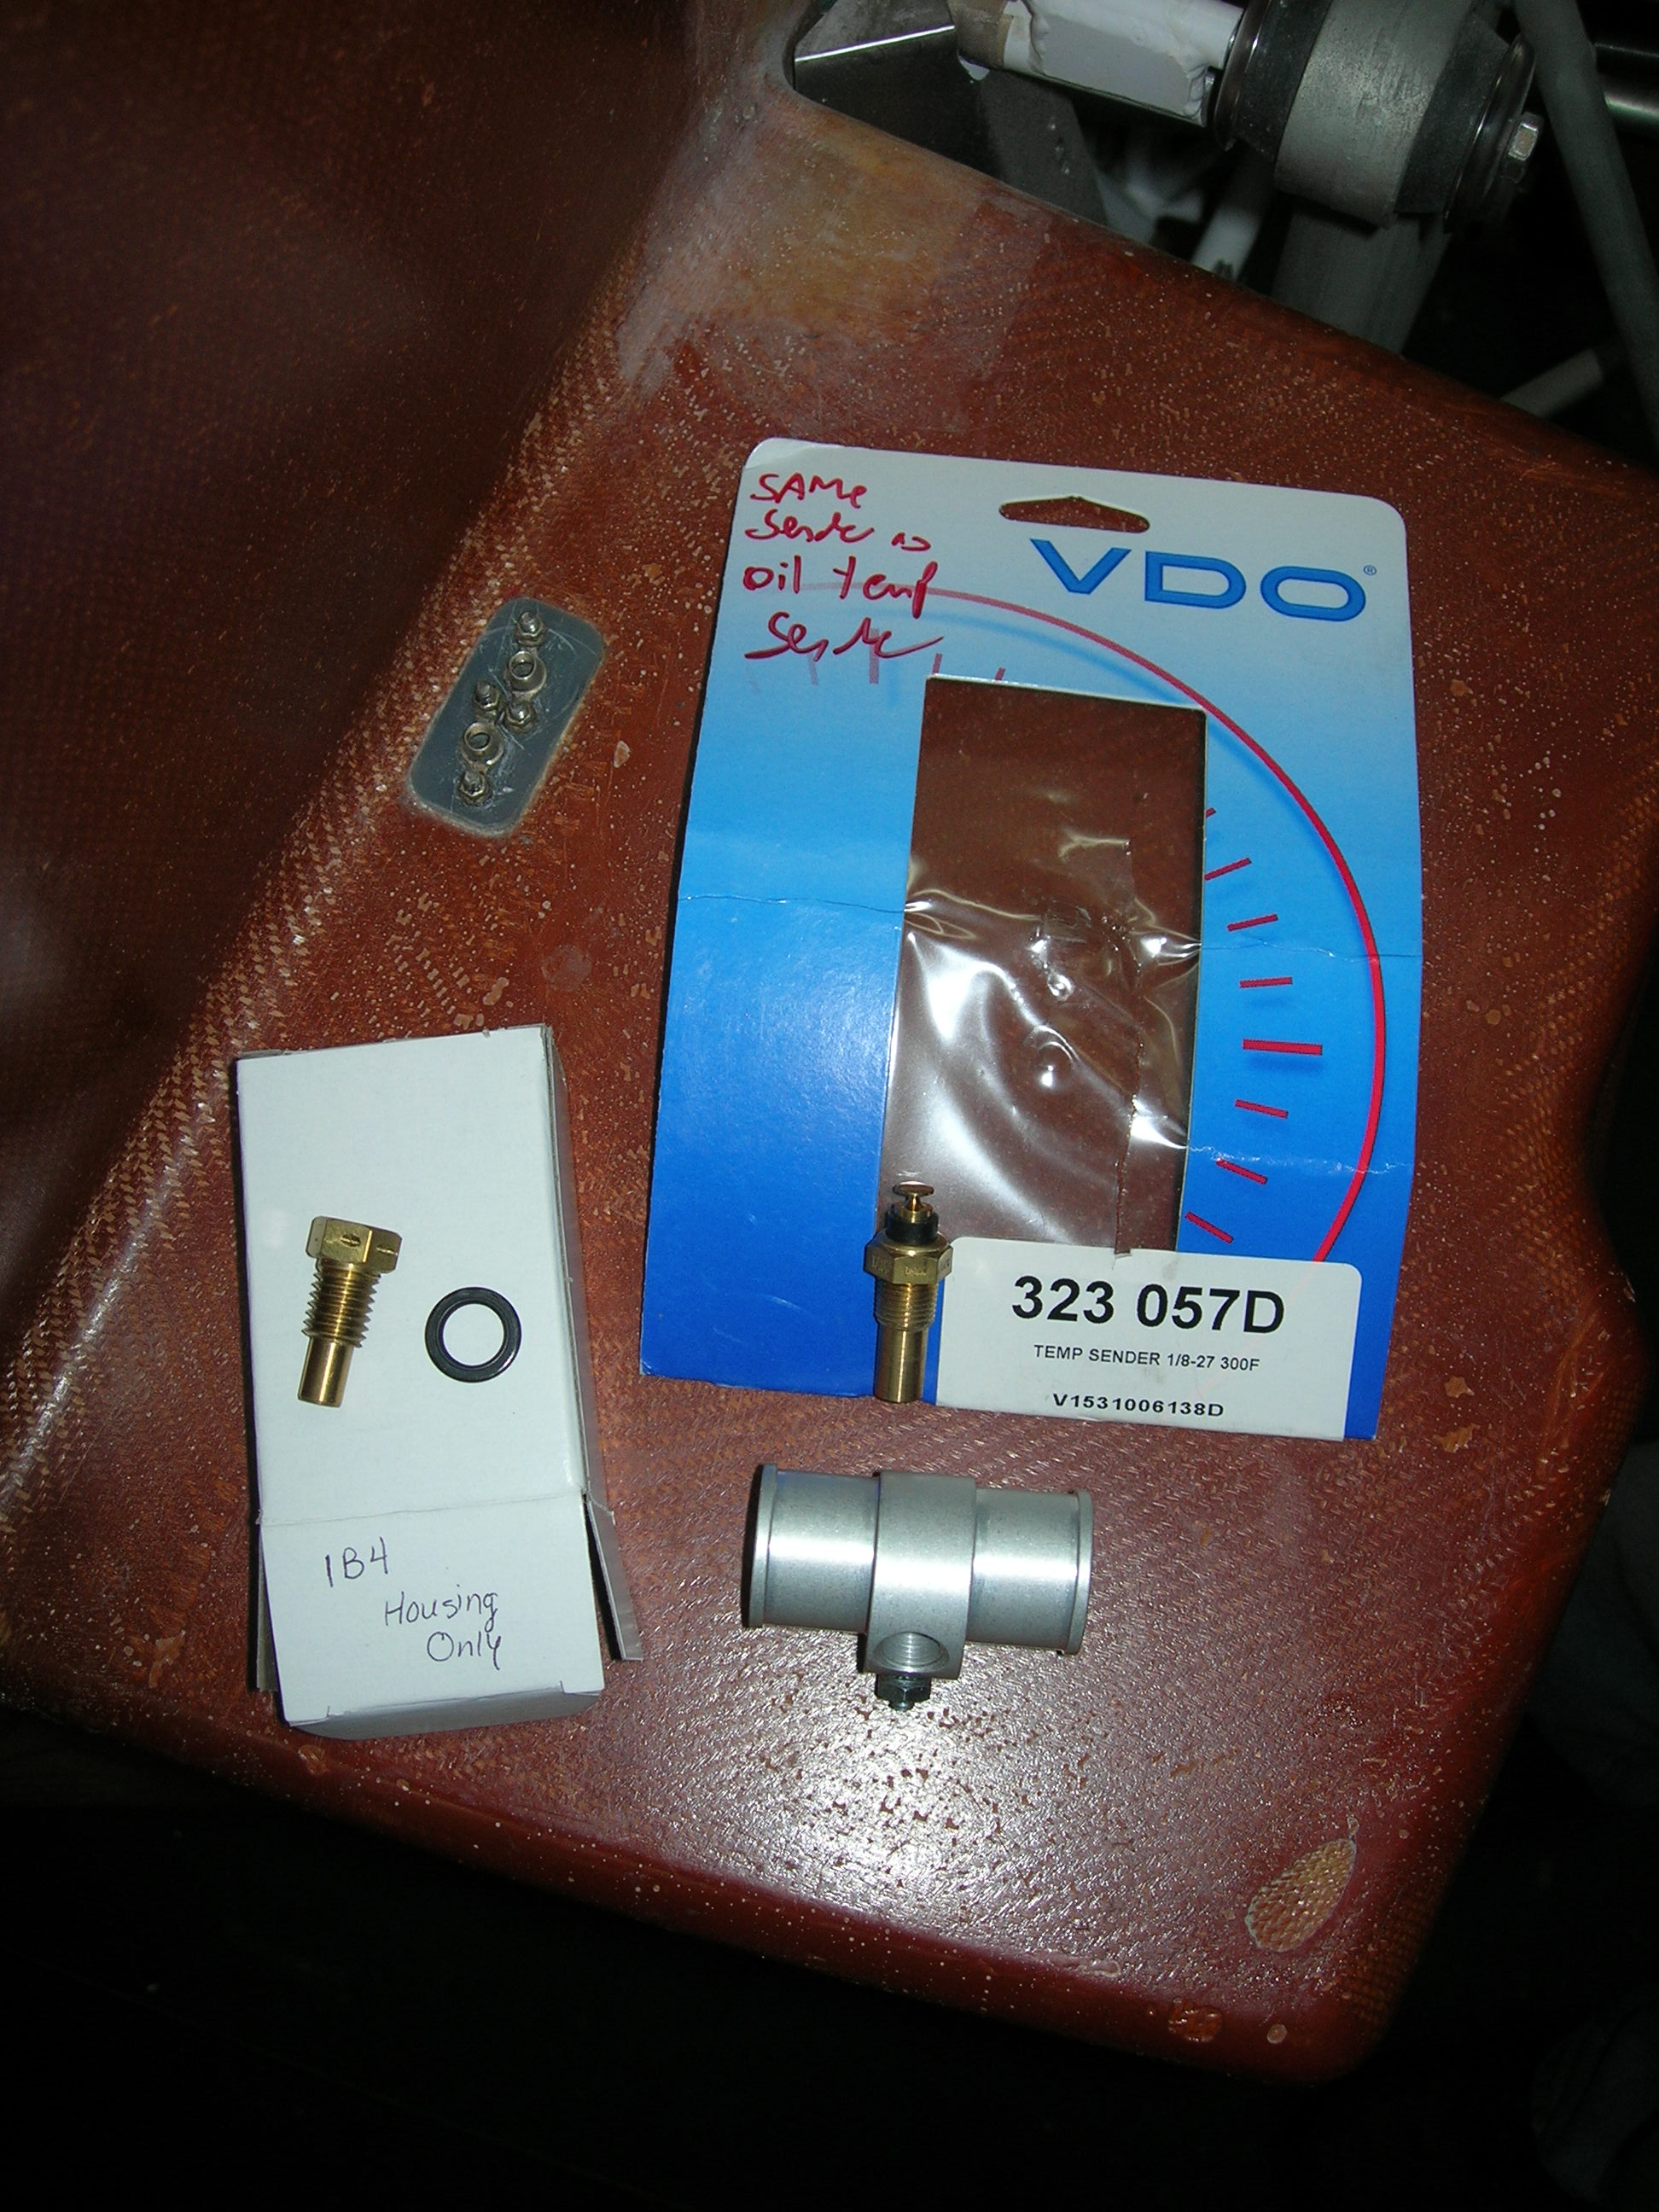 SAMe
Sender as
oil temp
Sender
VDO®
323 057D
TEMP SENDER 1/8-27 300F
V1531006138D
1B4
Housing
Only